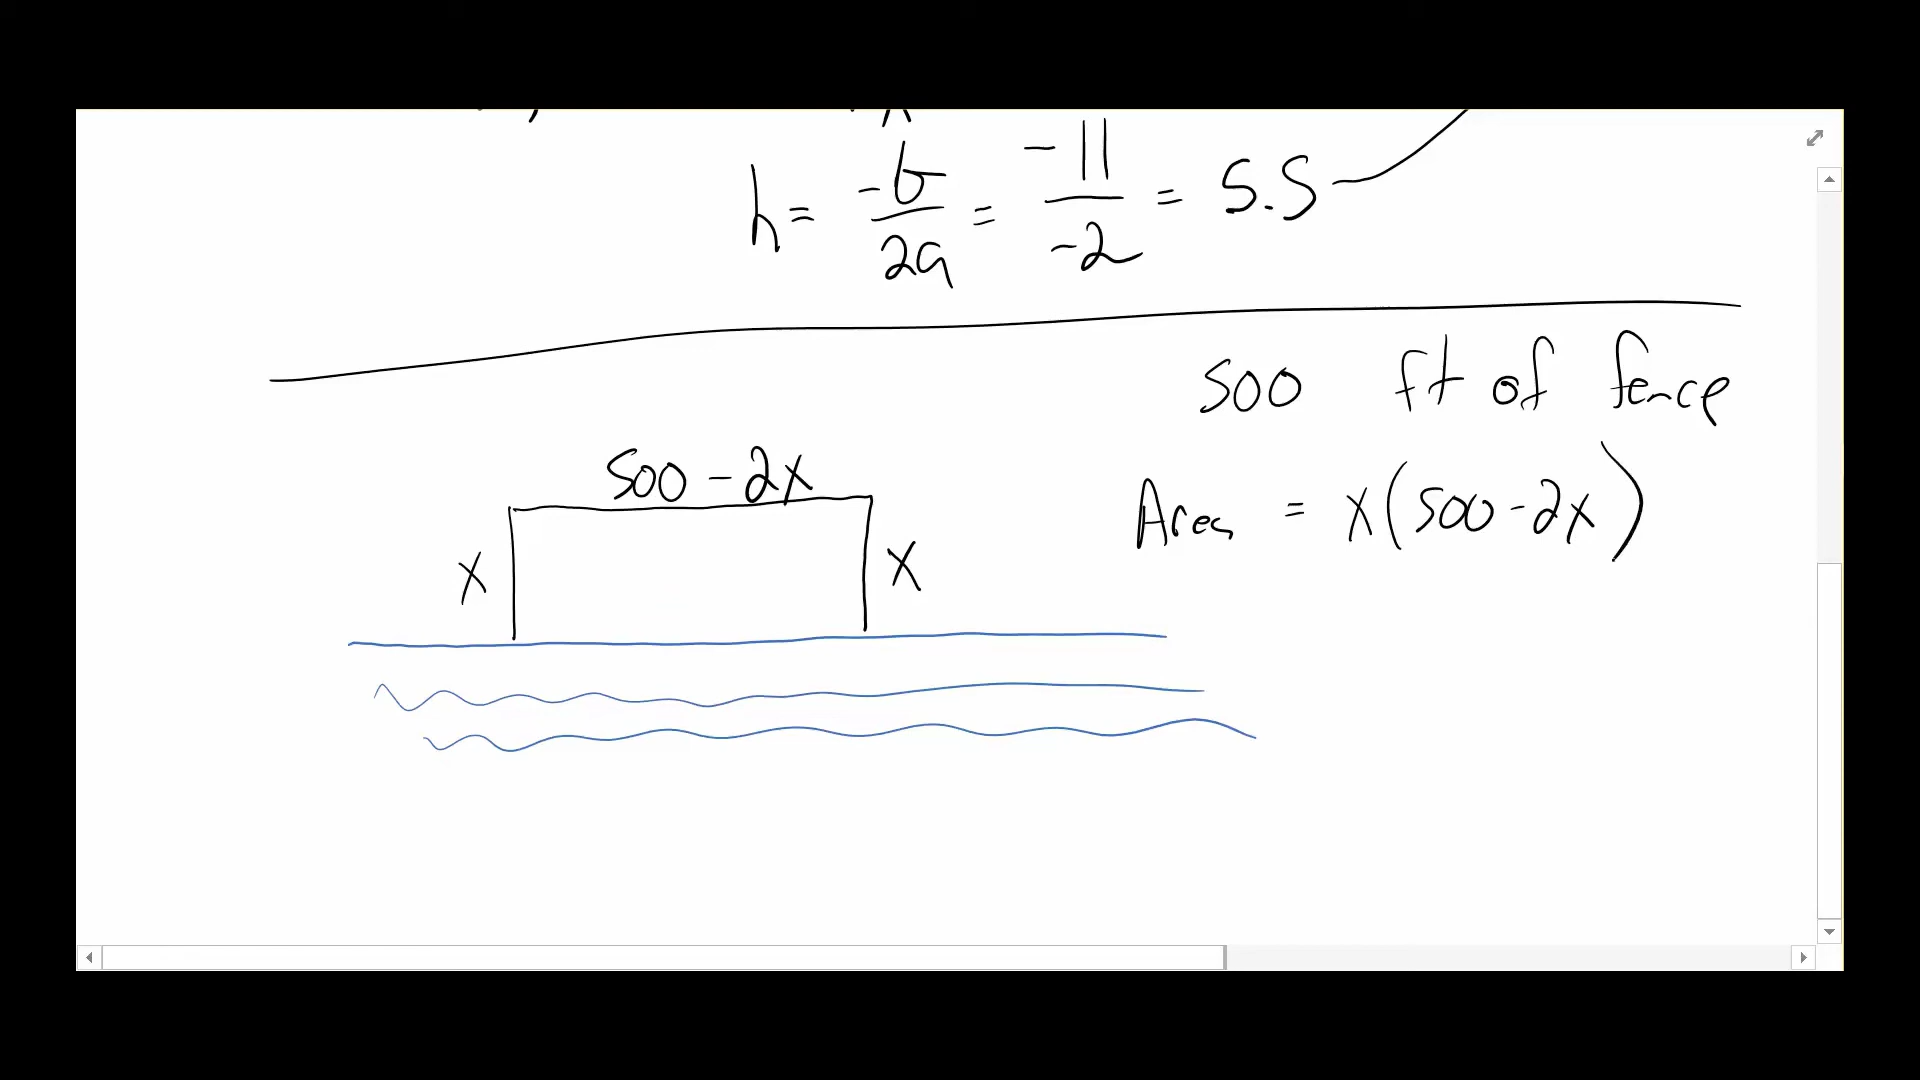 h = -b/2a = -11/-2 = 5.5
500 ft of fence
500 - 2x
Area = x(500-2x)
x x